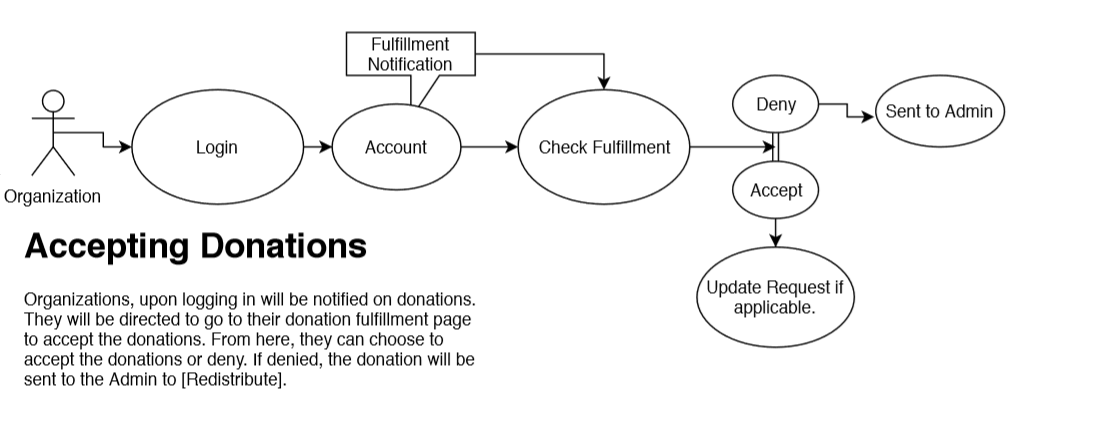 Fulfillment
Notification
Organization
Login
Account
Check Fulfillment
Deny
Sent to Admin
Accept
Update Request if
applicable.
Accepting Donations
Organizations, upon logging in will be notified on donations.
They will be directed to go to their donation fulfillment page
to accept the donations. From here, they can choose to
accept the donations or deny. If denied, the donation will be
sent to the Admin to [Redistribute].